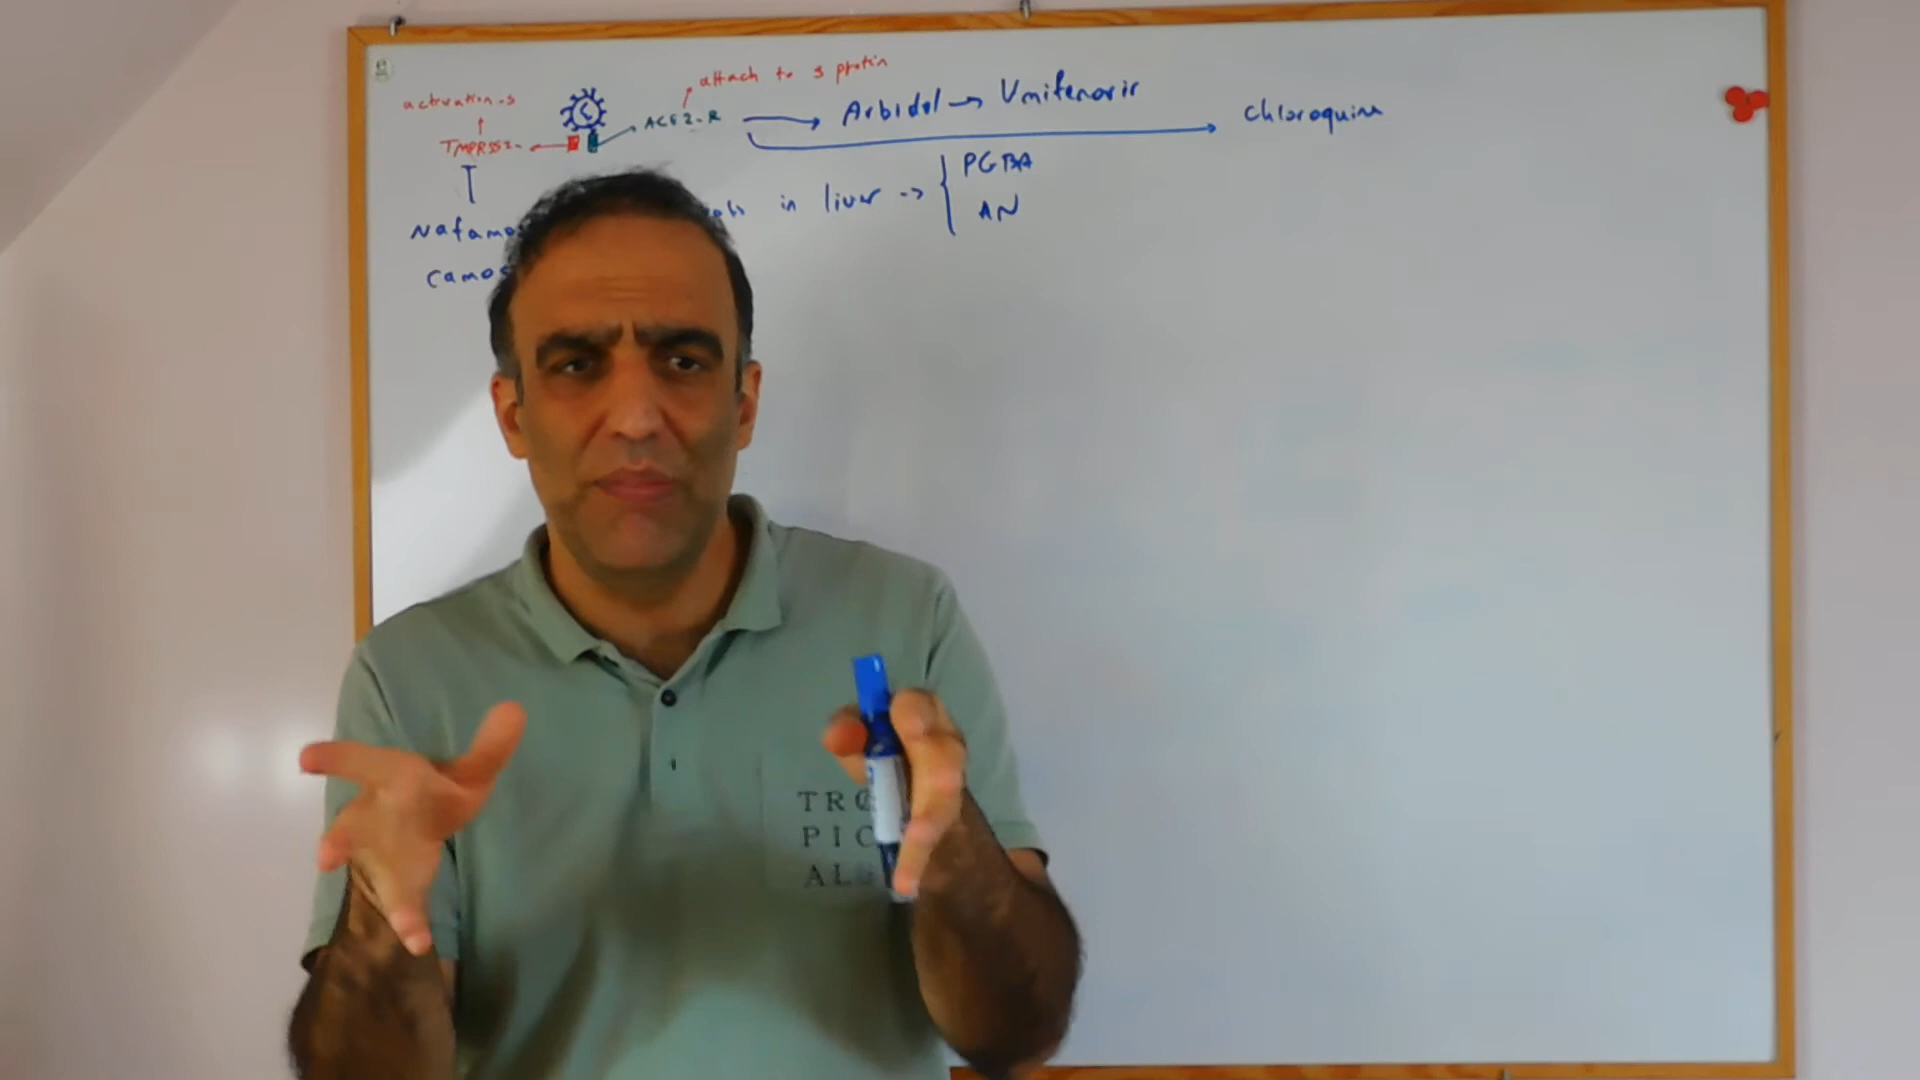 attach to s protein
activation-s
ACE2-R
Arbidol → Umifenovir
Chloroquine
TMPRSS2
in liver → { PGBA
AN
Nafamo
Camos
TRO
PIC
AL